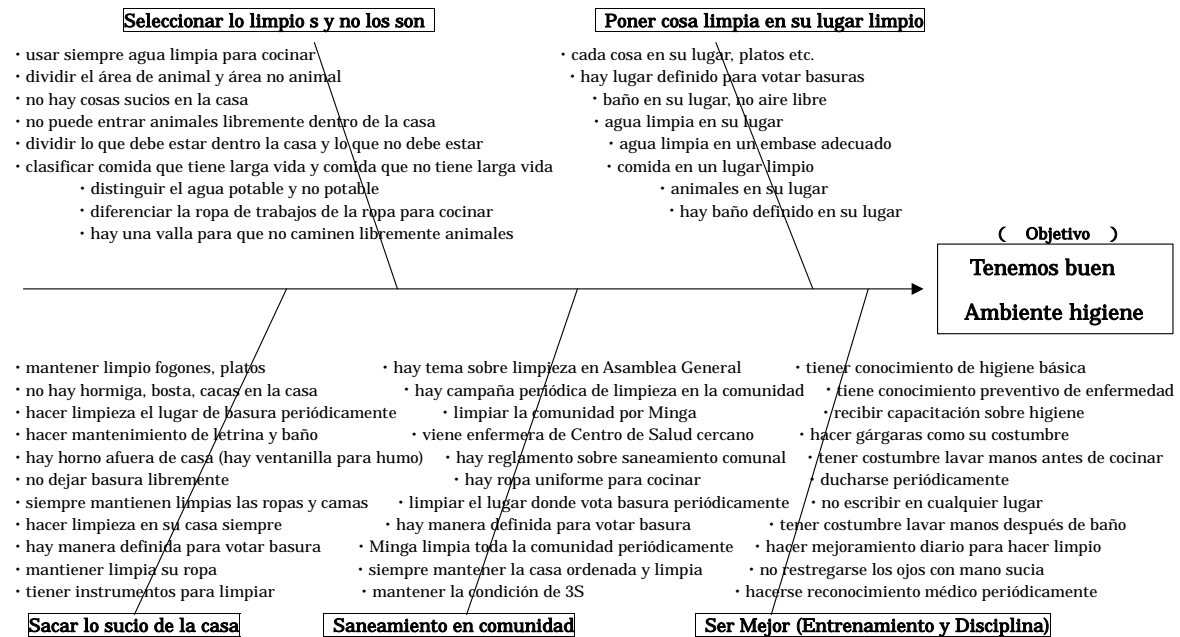 Seleccionar lo limpio s y no los son
・usar siempre agua limpia para cocinar
・dividir el área de animal y área no animal
・no hay cosas sucios en la casa
・no puede entrar animales libremente dentro de la casa
・dividir lo que debe estar dentro la casa y lo que no debe estar
・clasificar comida que tiene larga vida y comida que no tiene larga vida
・distinguir el agua potable y no potable
・diferenciar la ropa de trabajos de la ropa para cocinar
・hay una valla para que no caminen libremente animales
Poner cosa limpia en su lugar limpio
・cada cosa en su lugar, platos etc.
・hay lugar definido para votar basuras
・baño en su lugar, no aire libre
・agua limpia en su lugar
・agua limpia en un embase adecuado
・comida en un lugar limpio
・animales en su lugar
・hay baño definido en su lugar
( Objetivo )
Tenemos buen
Ambiente higiene
・mantener limpio fogones, platos
・no hay hormiga, bosta, cacas en la casa
・hacer limpieza el lugar de basura periódicamente
・hacer mantenimiento de letrina y baño
・hay horno afuera de casa (hay ventanilla para humo)
・no dejar basura libremente
・siempre mantienen limpias las ropas y camas
・hacer limpieza en su casa siempre
・hay manera definida para votar basura
・mantiener limpia su ropa
・tiener instrumentos para limpiar
Sacar lo sucio de la casa
・hay tema sobre limpieza en Asamblea General
・hay campaña periódica de limpieza en la comunidad
・limpiar la comunidad por Minga
・viene enfermera de Centro de Salud cercano
・hay reglamento sobre saneamiento comunal
・hay ropa uniforme para cocinar
・limpiar el lugar donde vota basura periódicamente
・hay manera definida para votar basura
・Minga limpia toda la comunidad periódicamente
・siempre mantener la casa ordenada y limpia
・mantener la condición de 3S
Saneamiento en comunidad
・tiener conocimiento de higiene básica
・tiene conocimiento preventivo de enfermedad
・recibir capacitación sobre higiene
・hacer gárgaras como su costumbre
・tener costumbre lavar manos antes de cocinar
・ducharse periódicamente
・no escribir en cualquier lugar
・tener costumbre lavar manos después de baño
・hacer mejoramiento diario para hacer limpio
・no restregarse los ojos con mano sucia
・hacerse reconocimiento médico periódicamente
Ser Mejor (Entrenamiento y Disciplina)